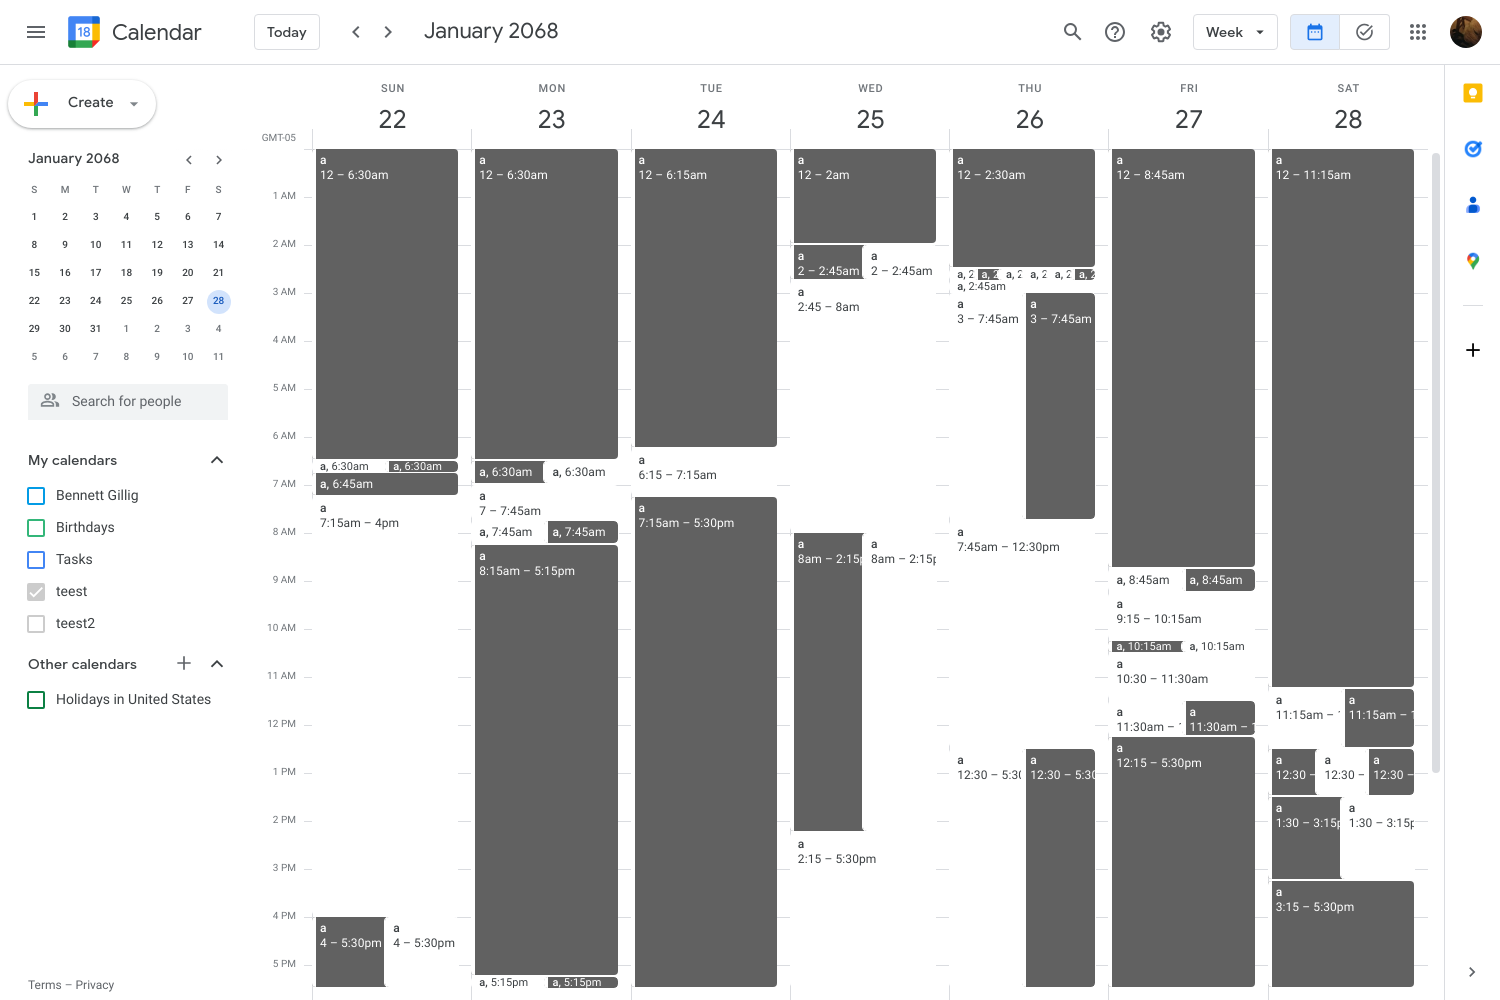 18 Calendar Today January 2068 Week
Create
January 2068
S M T W T F S
1 2 3 4 5 6 7
8 9 10 11 12 13 14
15 16 17 18 19 20 21
22 23 24 25 26 27 28
29 30 31 1 2 3 4
5 6 7 8 9 10 11
Search for people
My calendars
Bennett Gillig
Birthdays
Tasks
teest
teest2
Other calendars
Holidays in United States
Terms – Privacy
SUN MON TUE WED THU FRI SAT
22 23 24 25 26 27 28
GMT-05
1 AM
2 AM
3 AM
4 AM
5 AM
6 AM
7 AM
8 AM
9 AM
10 AM
11 AM
12 PM
1 PM
2 PM
3 PM
4 PM
5 PM
a
12 – 6:30am
a, 6:30am
a, 6:30am
a, 6:45am
a
7:15am – 4pm
a
4 – 5:30pm
a
4 – 5:30pm
a
12 – 6:30am
a, 6:30am
a, 6:30am
a
7 – 7:45am
a, 7:45am
a, 7:45am
a
8:15am – 5:15pm
a, 5:15pm
a, 5:15pm
a
12 – 6:15am
a
6:15 – 7:15am
a
7:15am – 5:30pm
a
12 – 2am
a
2 – 2:45am
a
2 – 2:45am
a
2:45 – 8am
a
8am – 2:15p
a
8am – 2:15p
a
2:15 – 5:30pm
a
12 – 2:30am
a, 2
a, 2
a, 2
a, 2
a, 2
a, 2
a, 2:45am
a
3 – 7:45am
a
3 – 7:45am
a
7:45am – 12:30pm
a
12:30 – 5:30
a
12:30 – 5:30
a
12 – 8:45am
a, 8:45am
a, 8:45am
a
9:15 – 10:15am
a, 10:15am
a, 10:15am
a
10:30 – 11:30am
a
11:30am –
a
11:30am –
a
12:15 – 5:30pm
a
12 – 11:15am
a
11:15am –
a
11:15am – 1
a
12:30 –
a
12:30 –
a
12:30 –
a
1:30 – 3:15p
a
1:30 – 3:15p
a
3:15 – 5:30pm